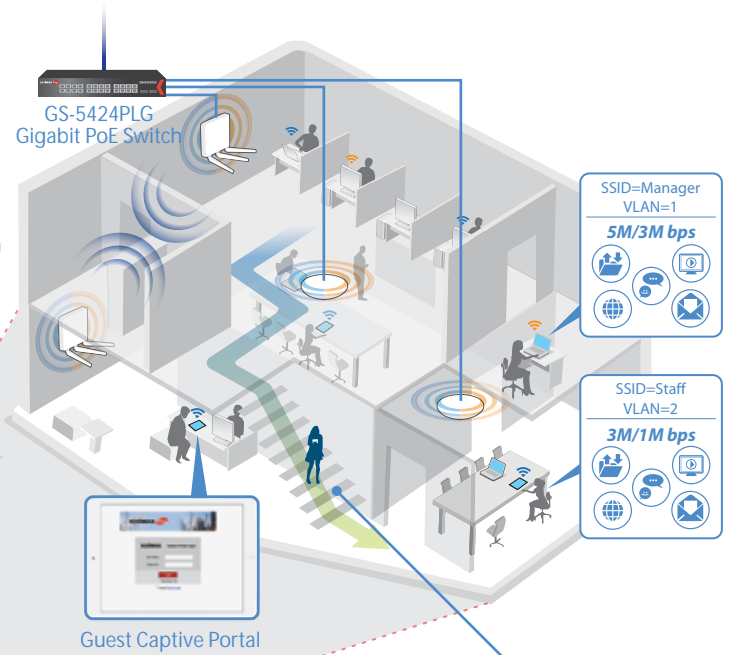 GS-5424PLG
Gigabit PoE Switch
SSID=Manager
VLAN=1
5M/3M bps
SSID=Staff
VLAN=2
3M/1M bps
Guest Captive Portal